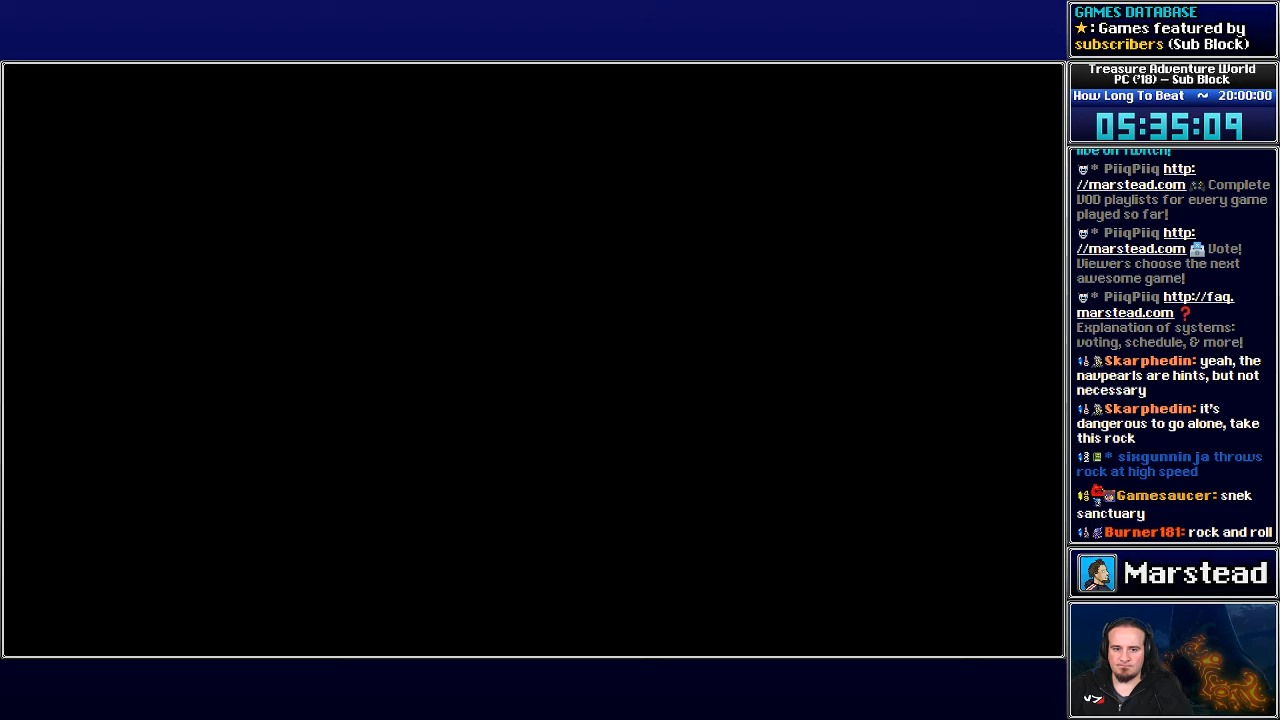 GAMES DATABASE
★: Games featured by
subscribers (Sub Block)
Treasure Adventure World
PC ('18) – Sub Block
How Long To Beat ~ 20:00:00
05:35:09
live on Twitch!
* PiiqPiiq http:
//marstead.com Complete
VOD playlists for every game
played so far!
* PiiqPiiq http:
//marstead.com Vote!
Viewers choose the next
awesome game!
* PiiqPiiq http://faq.
marstead.com ?
Explanation of systems:
voting, schedule, & more!
Skarphedin: yeah, the
navpearls are hints, but not
necessary
Skarphedin: it's
dangerous to go alone, take
this rock
* sixgunnin ja throws
rock at high speed
Gamesaucer: snek
sanctuary
Burner181: rock and roll
Marstead